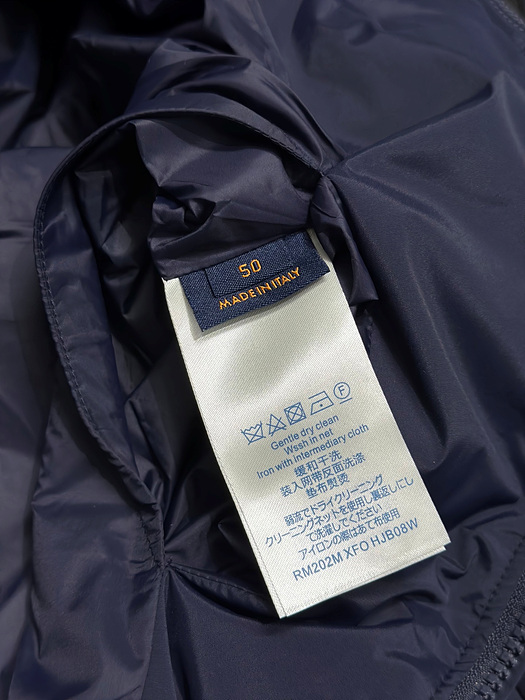 50
MADE IN ITALY
F
Gentle dry clean
Wssh in net
Iron with intermediary cloth
缓和干洗
装入网带反面洗涤
垫布熨烫
弱流でドライクリーニング
クリーニングネットを使用し裏返しにし
て洗濯してください
アイロンの際はあて布使用
RM202M XFO HJB08W